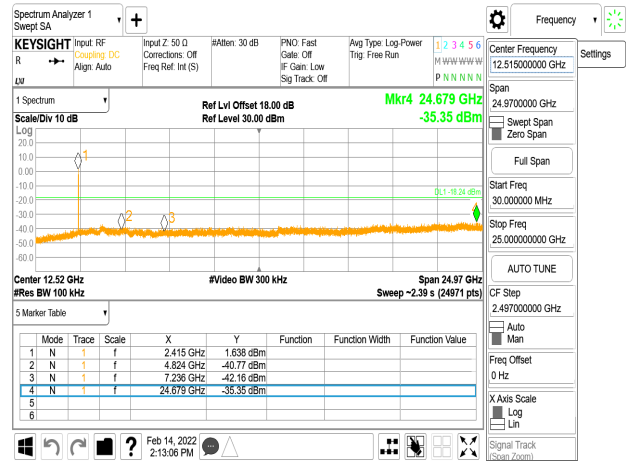 Spectrum Analyzer 1
Swept SA
Frequency
KEYSIGHT
R
Input: RF
Coupling: DC
Align: Auto
Input Z: 50 Ω
Corrections: Off
Freq Ref: Int (S)
#Atten: 30 dB
PNO: Fast
Gate: Off
IF Gain: Low
Sig Track: Off
Avg Type: Log-Power
Trig: Free Run
1 2 3 4 5 6
M W W W W W
P N N N N N
LXI
1 Spectrum
Scale/Div 10 dB
Ref Lvl Offset 18.00 dB
Ref Level 30.00 dBm
Mkr4 24.679 GHz
-35.35 dBm
Log
20.0
10.0
0.00
-10.0
-20.0
-30.0
-40.0
-50.0
-60.0
1
2
3
DL1 -18.24 dBm
Center 12.52 GHz
#Res BW 100 kHz
#Video BW 300 kHz
Span 24.97 GHz
Sweep ~2.39 s (24971 pts)
5 Marker Table
Mode Trace Scale X Y Function Function Width Function Value
1 N 1 f 2.415 GHz 1.638 dBm
2 N 1 f 4.824 GHz -40.77 dBm
3 N 1 f 7.236 GHz -42.16 dBm
4 N 1 f 24.679 GHz -35.35 dBm
5
6
?
Feb 14, 2022
2:13:06 PM
Center Frequency
12.515000000 GHz
Settings
Span
24.9700000 GHz
Swept Span
Zero Span
Full Span
Start Freq
30.000000 MHz
Stop Freq
25.000000000 GHz
AUTO TUNE
CF Step
2.497000000 GHz
Auto
Man
Freq Offset
0 Hz
X Axis Scale
Log
Lin
Signal Track
(Span Zoom)